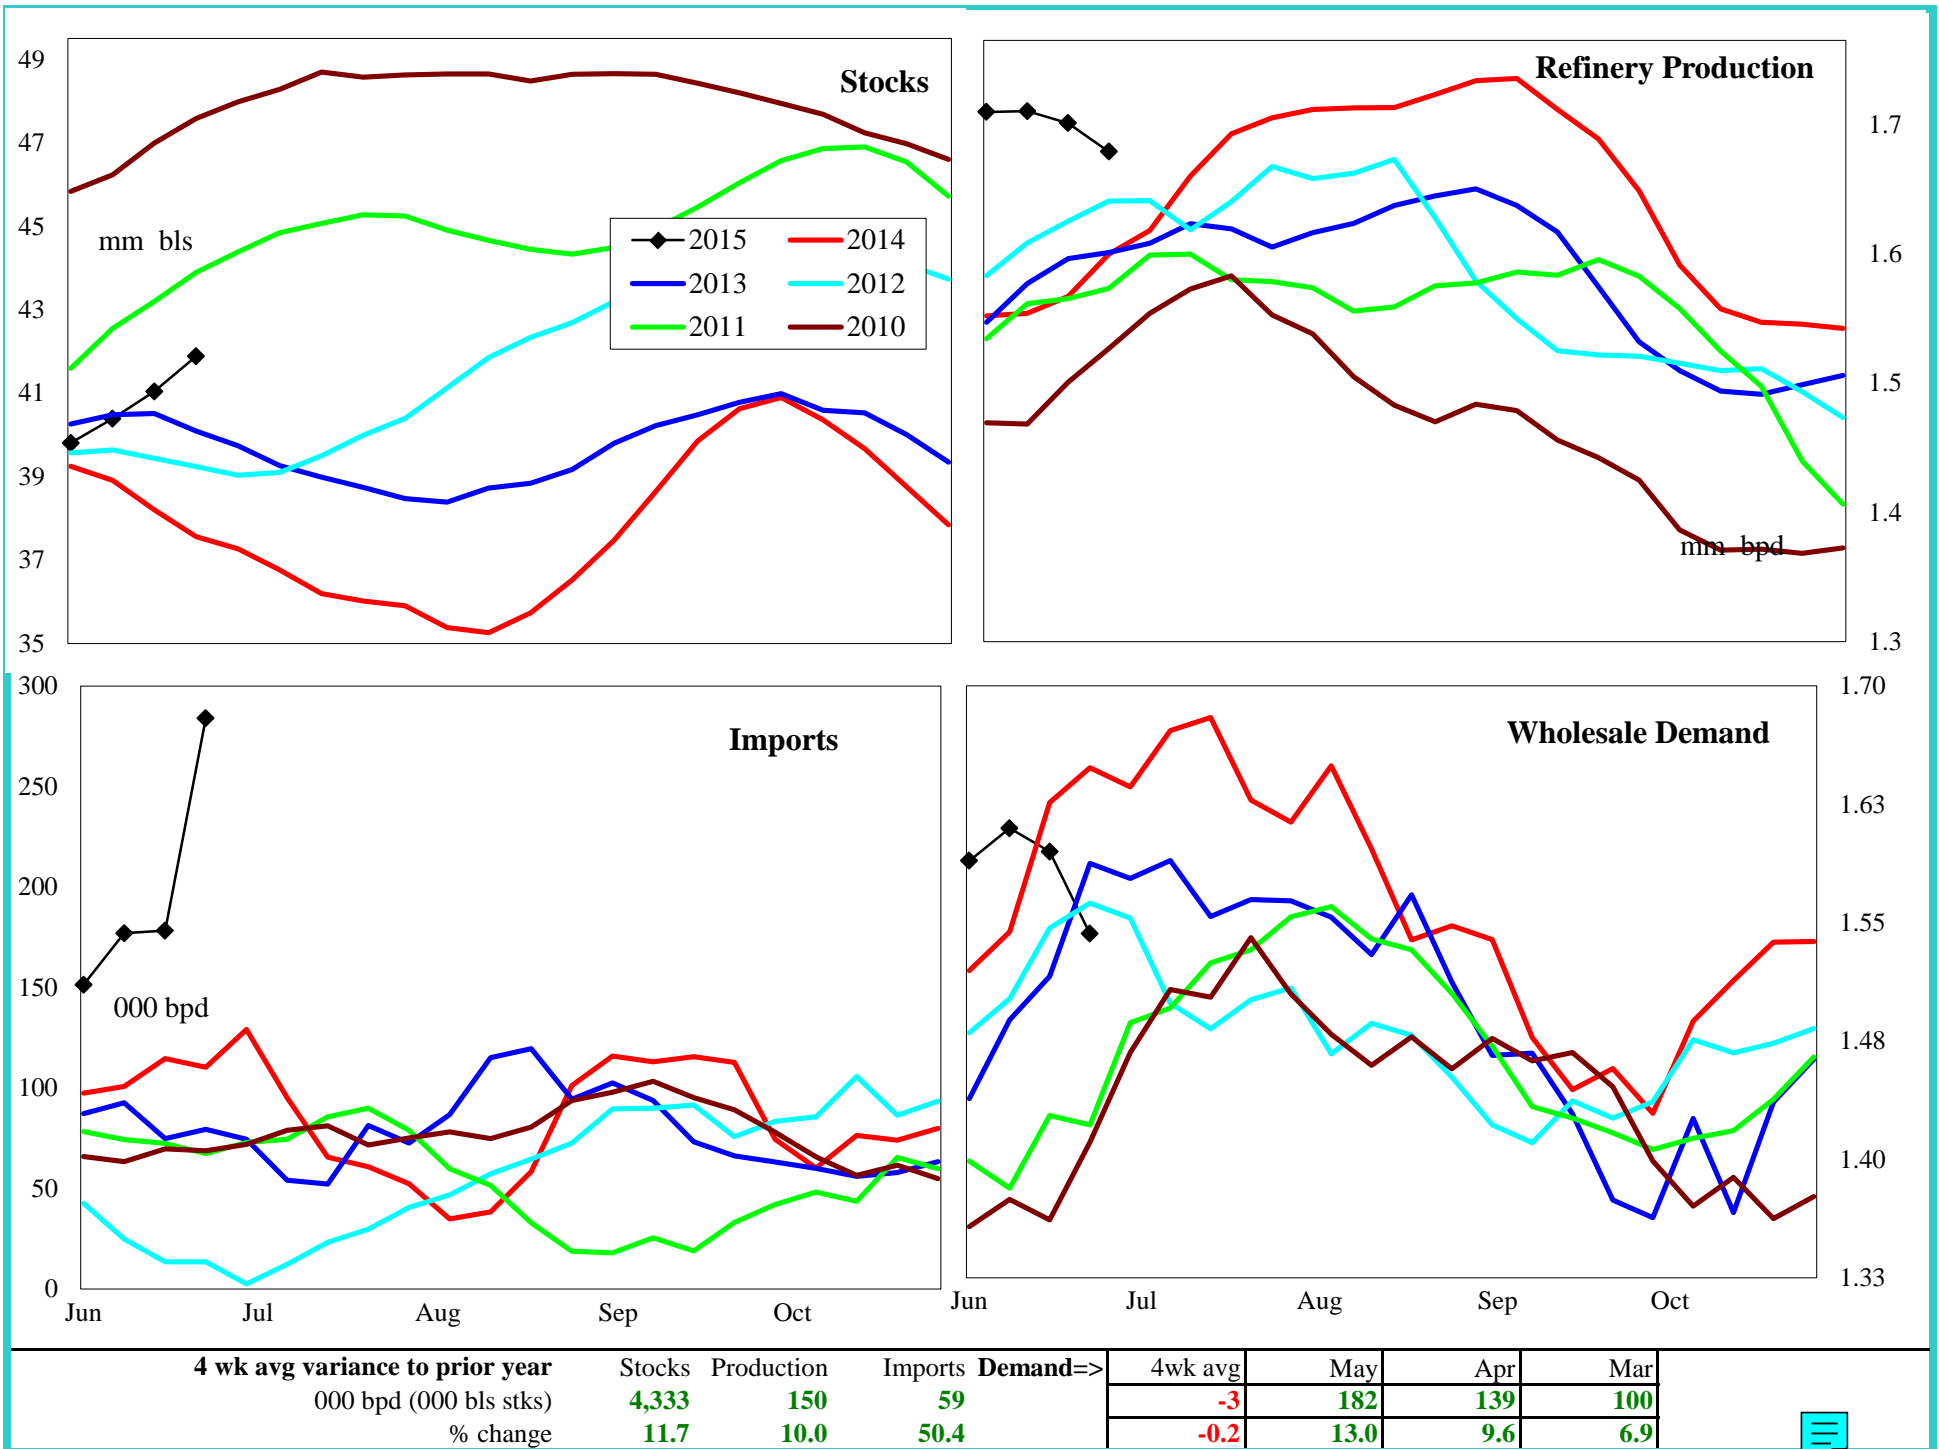 Stocks
49
47
45
43
41
39
37
35
mm bls
2015 2014
2013 2012
2011 2010
Refinery Production
1.7
1.6
1.5
1.4
1.3
mm bpd
Imports
300
250
200
150
100
50
0
000 bpd
Jun Jul Aug Sep Oct
Wholesale Demand
1.70
1.63
1.55
1.48
1.40
1.33
Jun Jul Aug Sep Oct
4 wk avg variance to prior year Stocks Production Imports Demand=> 4wk avg May Apr Mar
000 bpd (000 bls stks) 4,333 150 59 -3 182 139 100
% change 11.7 10.0 50.4 -0.2 13.0 9.6 6.9